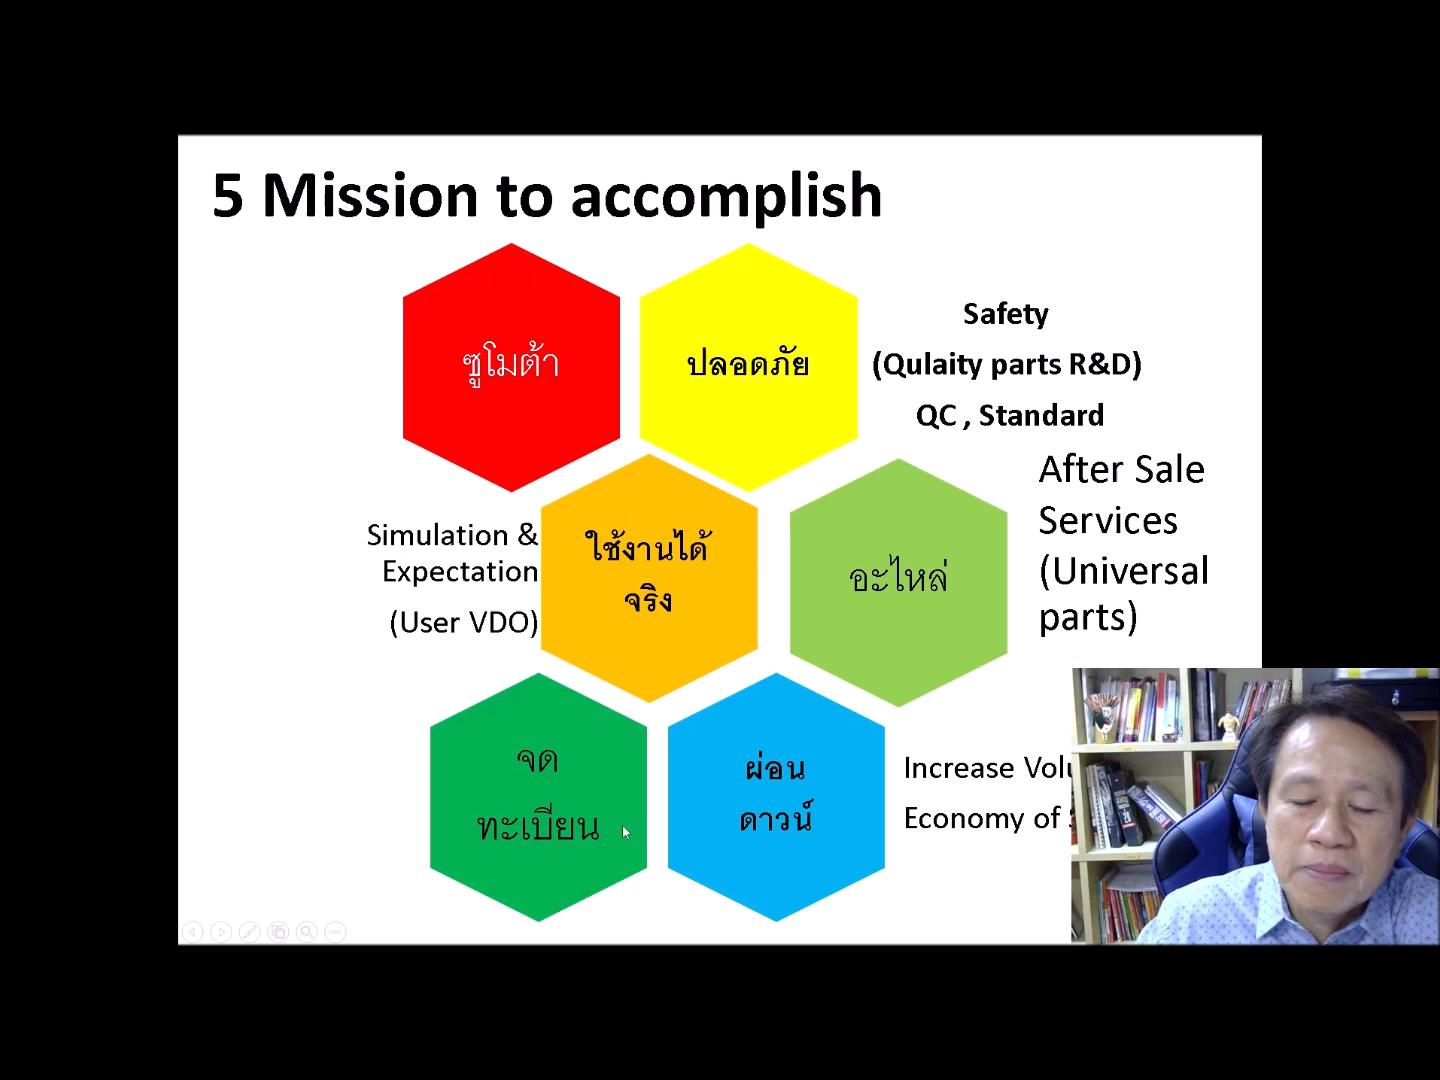 5 Mission to accomplish
ซูโมต้า
ปลอดภัย
Safety
(Qulaity parts R&D)
QC , Standard
Simulation &
Expectation
(User VDO)
ใช้งานได้
จริง
อะไหล่
After Sale
Services
(Universal
parts)
จด
ทะเบียน
ผ่อน
ดาวน์
Increase
Economy of